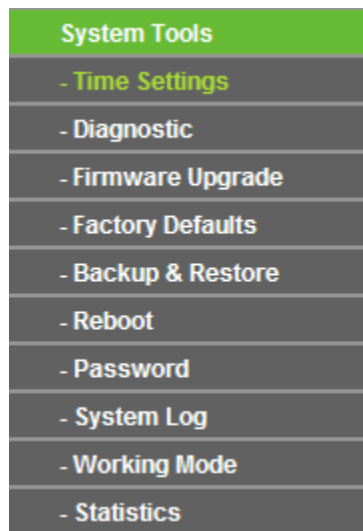 System Tools
- Time Settings
- Diagnostic
- Firmware Upgrade
- Factory Defaults
- Backup & Restore
- Reboot
- Password
- System Log
- Working Mode
- Statistics